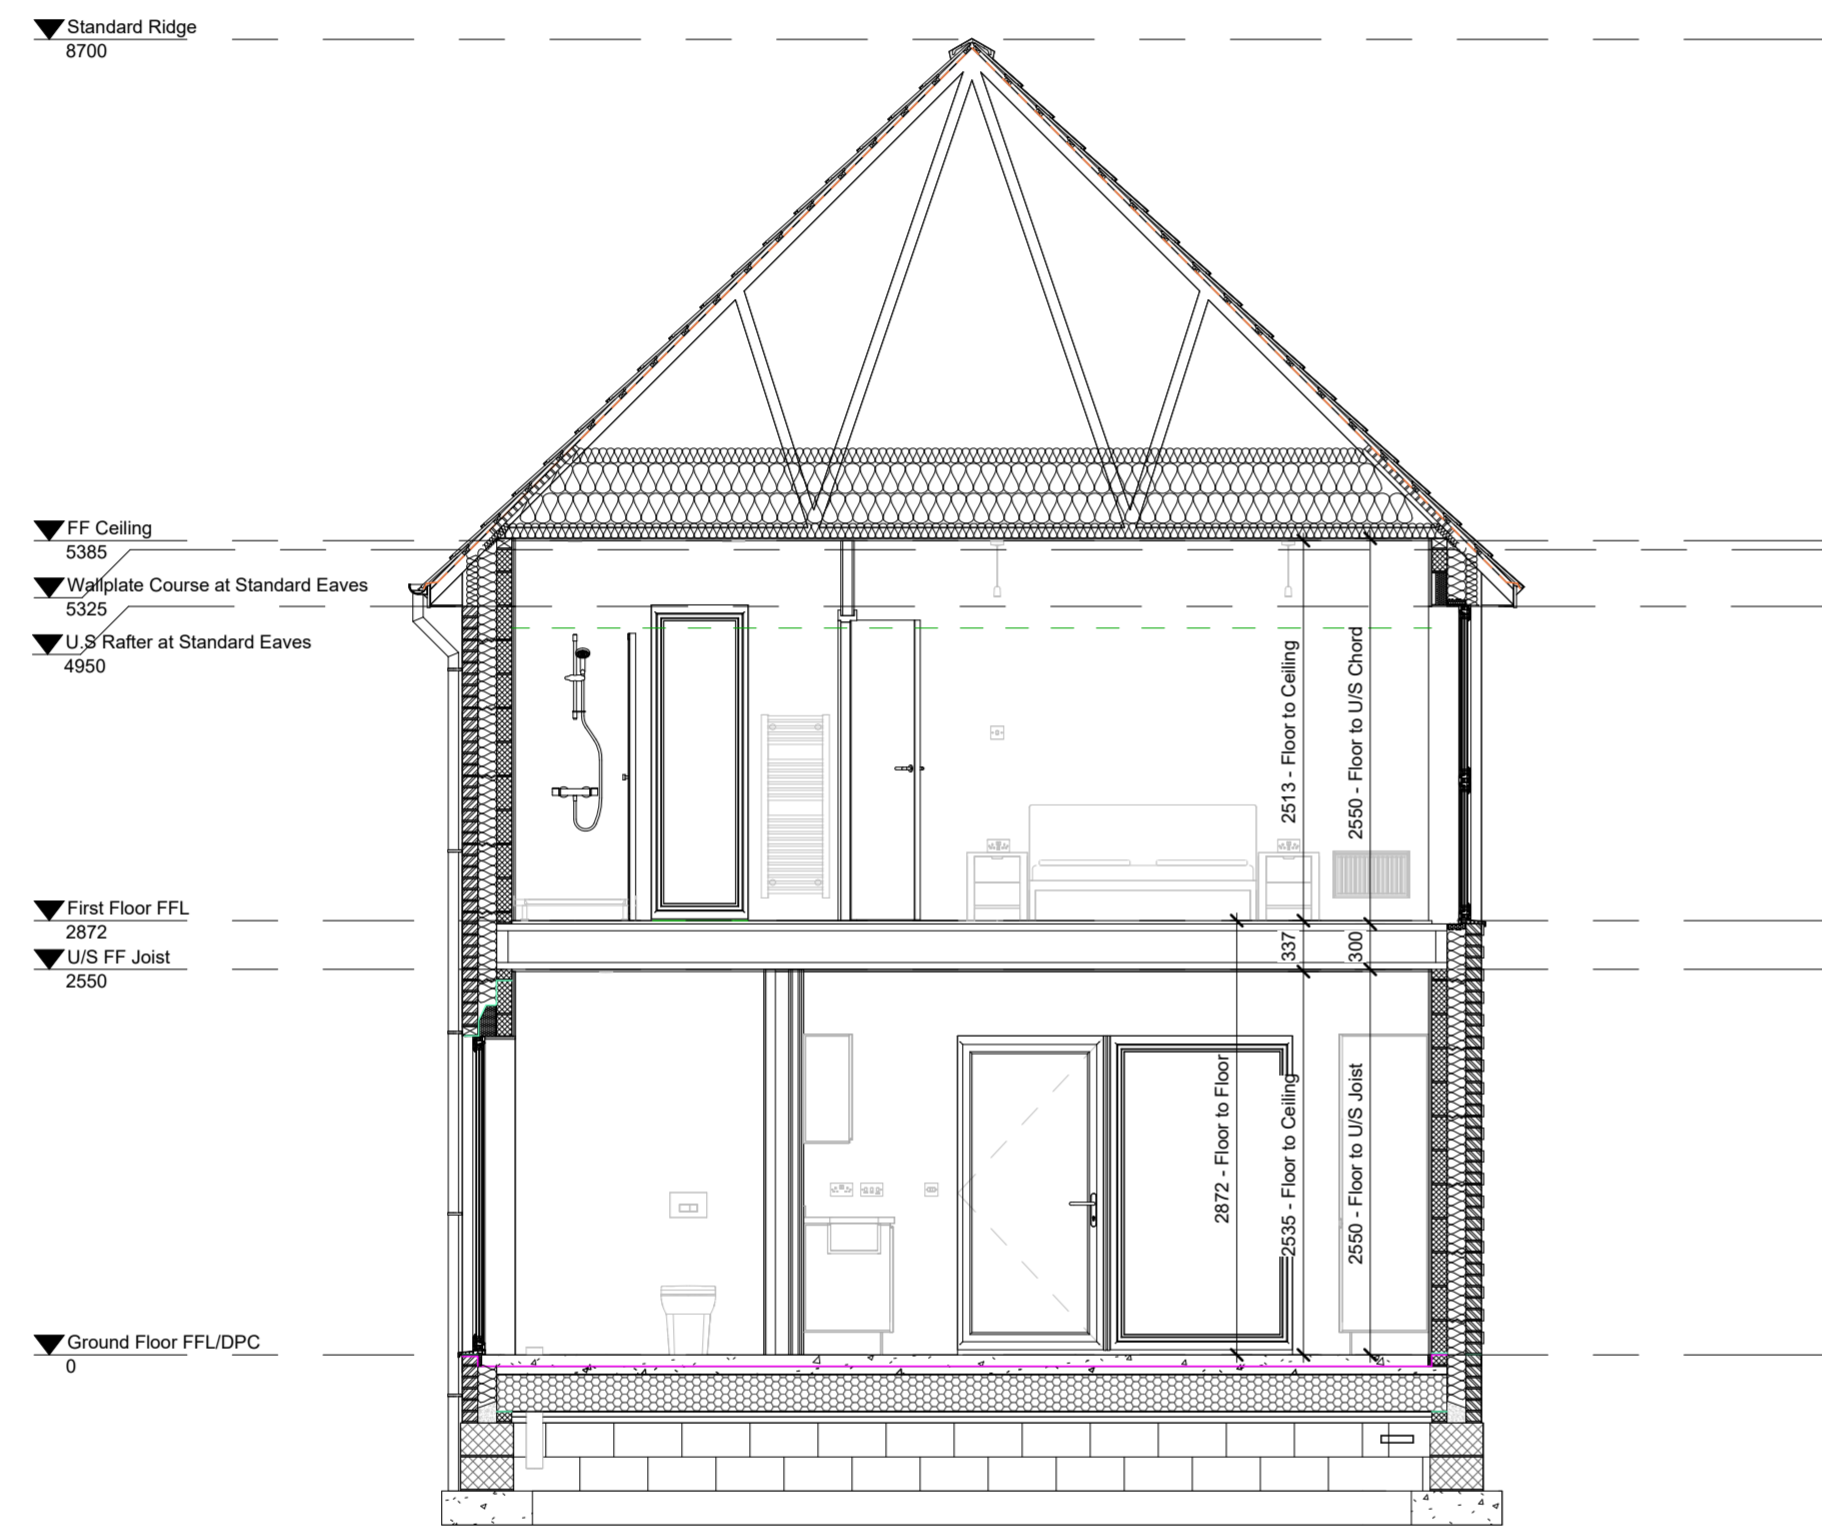 Standard Ridge
8700
FF Ceiling
5385
Wallplate Course at Standard Eaves
5325
U.S Rafter at Standard Eaves
4950
2513 - Floor to Ceiling
2550 - Floor to U/S Chord
First Floor FFL
2872
337
300
U/S FF Joist
2550
2872 - Floor to Floor
2535 - Floor to Ceiling
2550 - Floor to U/S Joist
Ground Floor FFL/DPC
0